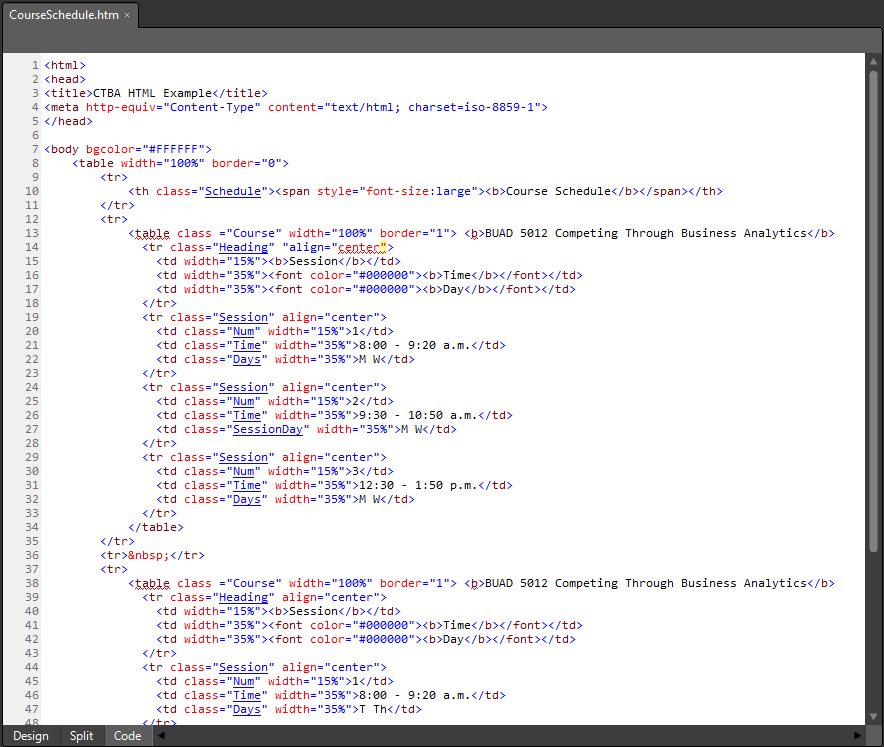 CourseSchedule.htm ×
1 <html>
2 <head>
3 <title>CTBA HTML Example</title>
4 <meta http-equiv="Content-Type" content="text/html; charset=iso-8859-1">
5 </head>
6
7 <body bgcolor="#FFFFFF">
8 <table width="100%" border="0">
9 <tr>
10 <th class="Schedule"><span style="font-size:large"><b>Course Schedule</b></span></th>
11 </tr>
12 <tr>
13 <table class ="Course" width="100%" border="1"> <b>BUAD 5012 Competing Through Business Analytics</b>
14 <tr class="Heading" "align="center">
15 <td width="15%"><b>Session</b></td>
16 <td width="35%"><font color="#000000"><b>Time</b></font></td>
17 <td width="35%"><font color="#000000"><b>Day</b></font></td>
18 </tr>
19 <tr class="Session" align="center">
20 <td class="Num" width="15%">1</td>
21 <td class="Time" width="35%">8:00 - 9:20 a.m.</td>
22 <td class="Days" width="35%">M W</td>
23 </tr>
24 <tr class="Session" align="center">
25 <td class="Num" width="15%">2</td>
26 <td class="Time" width="35%">9:30 - 10:50 a.m.</td>
27 <td class="SessionDay" width="35%">M W</td>
28 </tr>
29 <tr class="Session" align="center">
30 <td class="Num" width="15%">3</td>
31 <td class="Time" width="35%">12:30 - 1:50 p.m.</td>
32 <td class="Days" width="35%">M W</td>
33 </tr>
34 </table>
35 </tr>
36 <tr>&nbsp;</tr>
37 <tr>
38 <table class ="Course" width="100%" border="1"> <b>BUAD 5012 Competing Through Business Analytics</b>
39 <tr class="Heading" align="center">
40 <td width="15%"><b>Session</b></td>
41 <td width="35%"><font color="#000000"><b>Time</b></font></td>
42 <td width="35%"><font color="#000000"><b>Day</b></font></td>
43 </tr>
44 <tr class="Session" align="center">
45 <td class="Num" width="15%">1</td>
46 <td class="Time" width="35%">8:00 - 9:20 a.m.</td>
47 <td class="Days" width="35%">T Th</td>
48 </tr>
Design Split Code